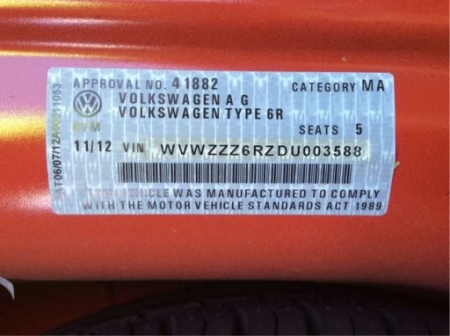 APPROVAL NO. 41882 CATEGORY MA
VOLKSWAGEN A G
VOLKSWAGEN TYPE 6R
SEATS 5
11/12 VIN WVWZZZ6RZDU003588
VEHICLE WAS MANUFACTURED TO COMPLY
WITH THE MOTOR VEHICLE STANDARDS ACT 1989